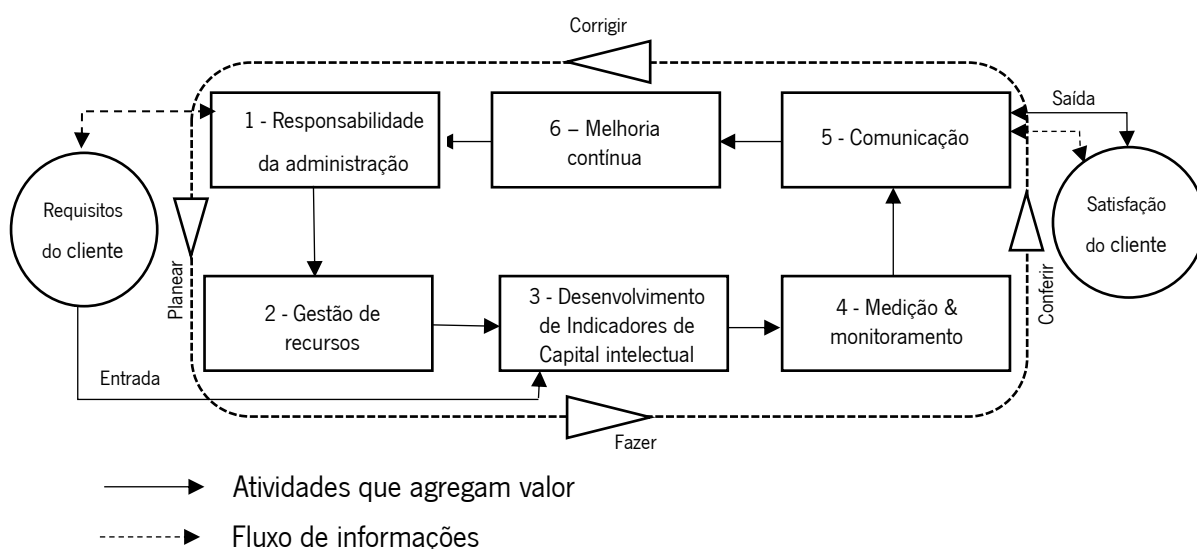 Corrigir
1 - Responsabilidade
da administração
6 – Melhoria
contínua
5 - Comunicação
Saída
Requisitos
do cliente
Satisfação
do cliente
Planear
2 - Gestão de
recursos
3 - Desenvolvimento
de Indicadores de
Capital intelectual
4 - Medição &
monitoramento
Conferir
Entrada
Fazer
Atividades que agregam valor
Fluxo de informações